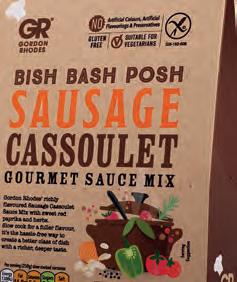 GR
GORDON
RHODES
NO Artificial Colours, Artificial
Flavourings & Preservatives
GLUTEN
FREE
SUITABLE FOR
VEGETARIANS
BISH BASH POSH
SAUSAGE
CASSOULET
GOURMET SAUCE MIX
Gordon Rhodes' richly
flavoured Sausage Cassoulet
Sauce Mix with sweet red
paprika and herbs.
Slow cook for a fuller flavour,
it's the hassle-free way to
create a better class of dish
with a richer, deeper taste.
Serving
Suggestion